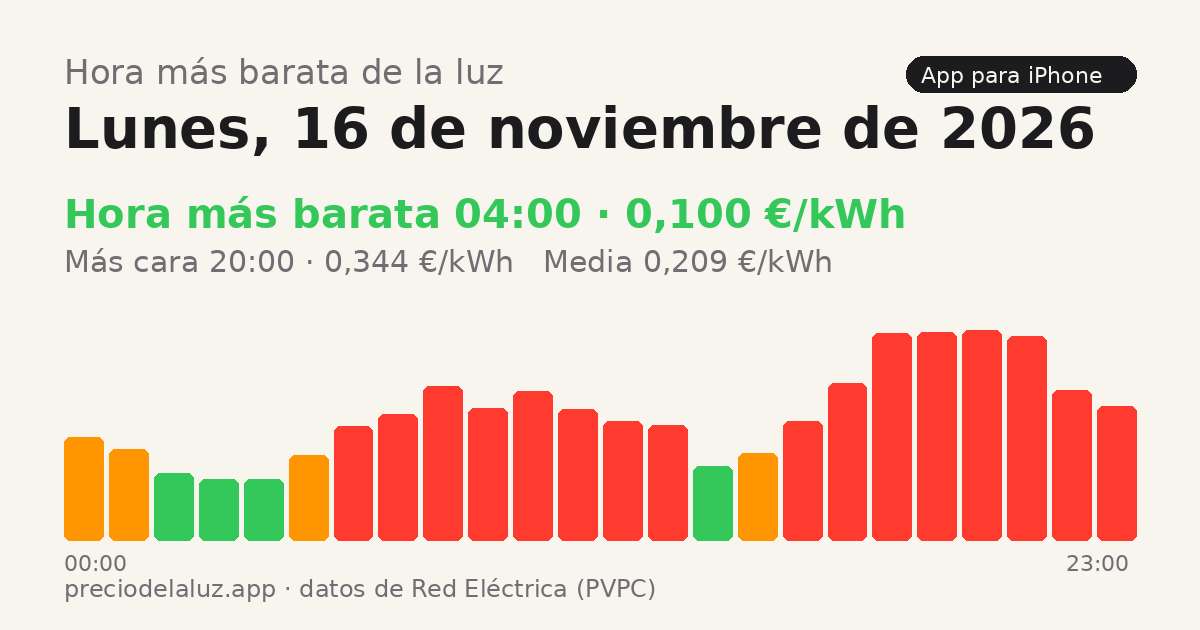 Hora más barata de la luz
App para iPhone
Lunes, 16 de noviembre de 2026
Hora más barata 04:00 · 0,100 €/kWh
Más cara 20:00 · 0,344 €/kWh Media 0,209 €/kWh
00:00
23:00
preciodelaluz.app · datos de Red Eléctrica (PVPC)